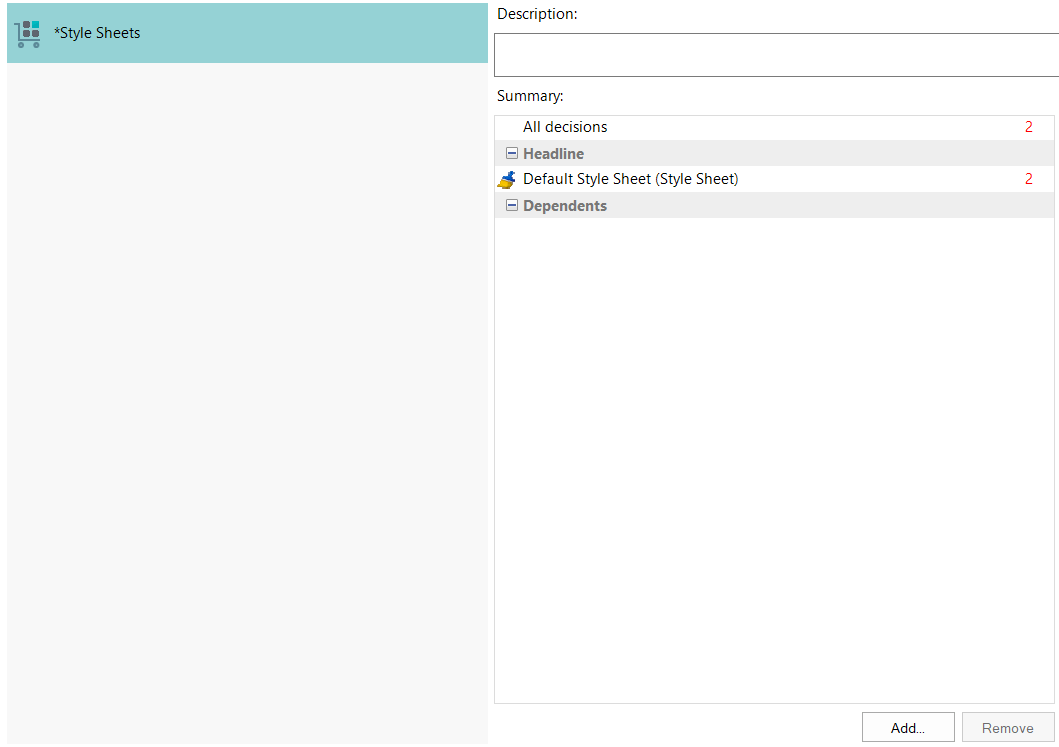 *Style Sheets
Description:
Summary:
All decisions 2
Headline
Default Style Sheet (Style Sheet) 2
Dependents
Add... Remove